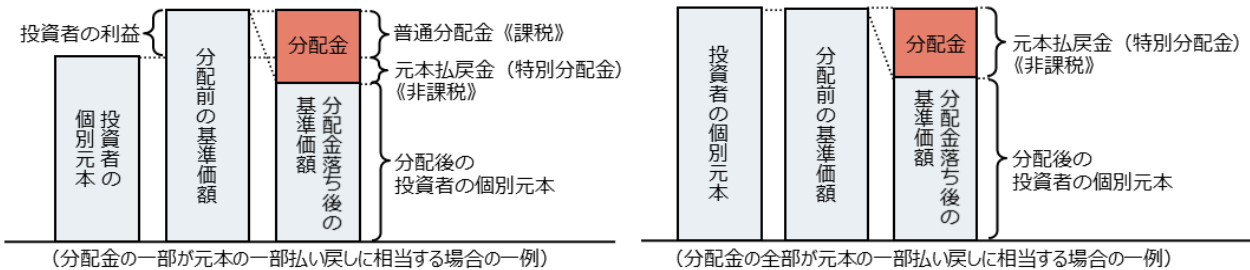 投資者の利益
投資者の
個別元本
分配前の基準価額
分配金
分配金落ち後の
基準価額
普通分配金《課税》
元本払戻金（特別分配金）
《非課税》
分配後の
投資者の個別元本
（分配金の一部が元本の一部払い戻しに相当する場合の一例）
投資者の個別元本
分配前の基準価額
分配金
分配金落ち後の
基準価額
元本払戻金（特別分配金）
《非課税》
分配後の
投資者の個別元本
（分配金の全部が元本の一部払い戻しに相当する場合の一例）